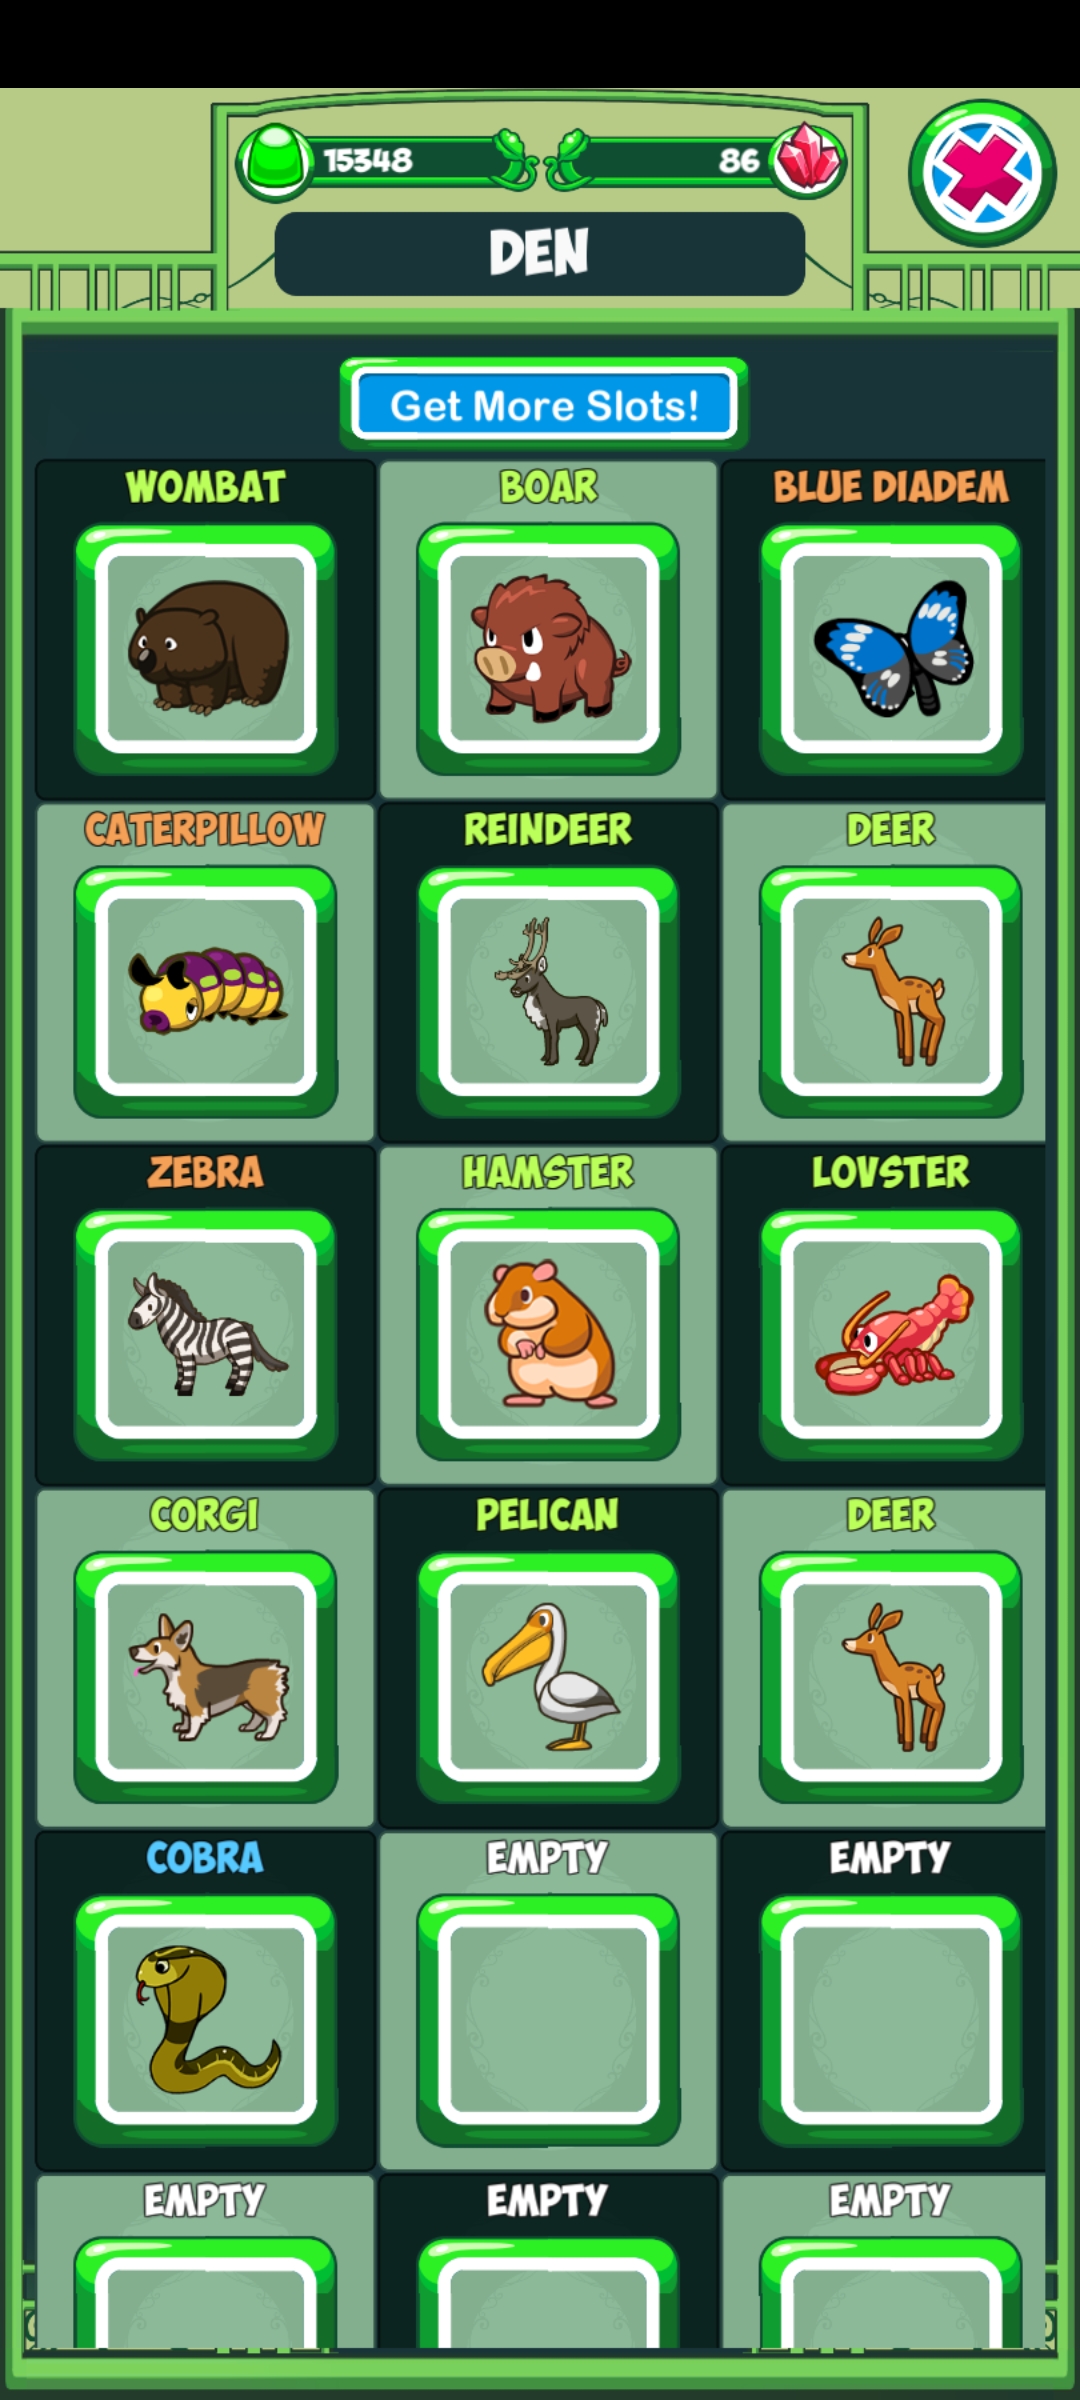 15348
86
DEN
Get More Slots!
WOMBAT
BOAR
BLUE DIADEM
CATERPILLOW
REINDEER
DEER
ZEBRA
HAMSTER
LOVSTER
CORGI
PELICAN
DEER
COBRA
EMPTY
EMPTY
EMPTY
EMPTY
EMPTY